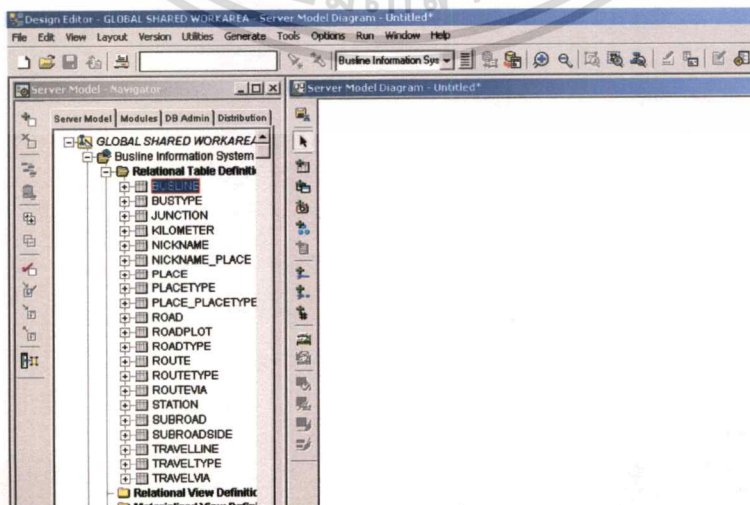 Design Editor - GLOBAL SHARED WORKAREA - Server Model Diagram - Untitled*
File Edit View Layout Version Utilities Generate Tools Options Run Window Help
Busline Information Sys
Server Model - Navigator
Server Model Diagram - Untitled*
Server Model Modules DB Admin Distribution
GLOBAL SHARED WORKAREA
Busline Information System
Relational Table Definiti
BUSLINE
BUSTYPE
JUNCTION
KILOMETER
NICKNAME
NICKNAME_PLACE
PLACE
PLACETYPE
PLACE_PLACETYPE
ROAD
ROADPLOT
ROADTYPE
ROUTE
ROUTETYPE
ROUTEVIA
STATION
SUBROAD
SUBROADSIDE
TRAVELLINE
TRAVELTYPE
TRAVELVIA
Relational View Definitic